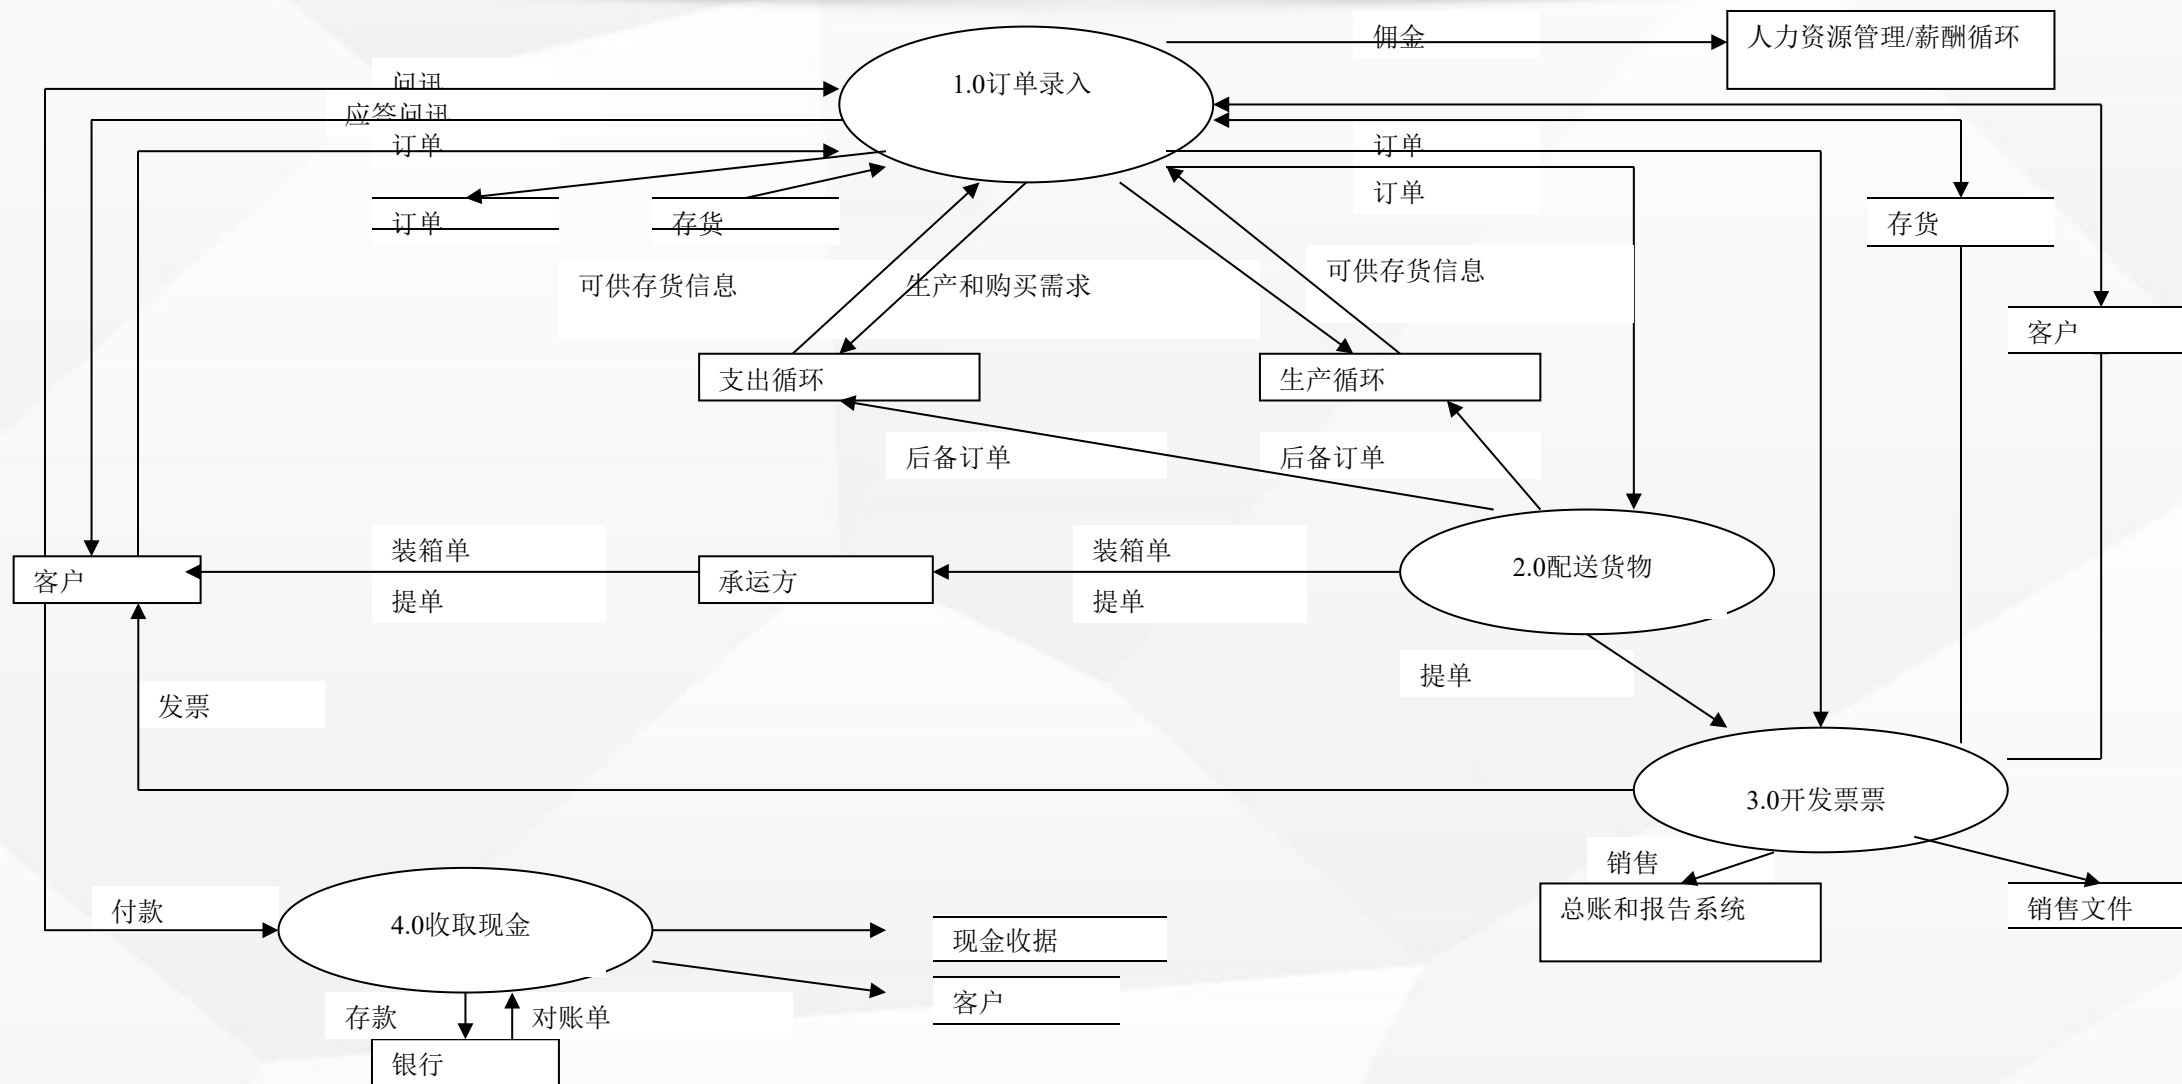 佣金
人力资源管理/薪酬循环
1.0订单录入
问讯
应答问讯
订单
订单
订单
订单
存货
存货
可供存货信息
生产和购买需求
可供存货信息
客户
支出循环
生产循环
后备订单
后备订单
装箱单
装箱单
2.0配送货物
客户
承运方
提单
提单
提单
发票
3.0开发票票
销售
付款
4.0收取现金
总账和报告系统
销售文件
现金收据
客户
存款
对账单
银行